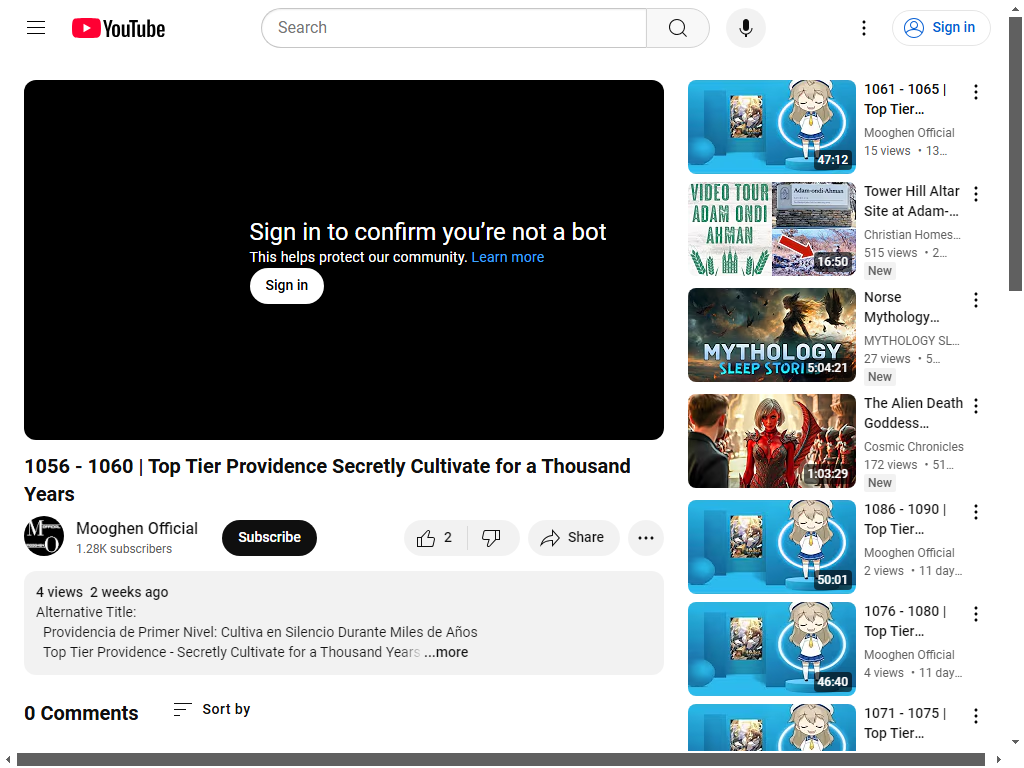 YouTube
Search
Sign in
Sign in to confirm you’re not a bot
This helps protect our community. Learn more
Sign in
1056 - 1060 | Top Tier Providence Secretly Cultivate for a Thousand
Years
Mooghen Official
1.28K subscribers
Subscribe
2
Share
4 views 2 weeks ago
Alternative Title:
Providencia de Primer Nivel: Cultiva en Silencio Durante Miles de Años
Top Tier Providence - Secretly Cultivate for a Thousand Years ...more
0 Comments
Sort by
47:12
1061 - 1065 |
Top Tier...
Mooghen Official
15 views • 13...
VIDEO TOUR
ADAM ONDI
AHMAN
Adam-ondi-Ahman
16:50
Tower Hill Altar
Site at Adam-...
Christian Homes...
515 views • 2...
New
MYTHOLOGY
SLEEP STORI
5:04:21
Norse
Mythology...
MYTHOLOGY SL...
27 views • 5...
New
1:03:29
The Alien Death
Goddess...
Cosmic Chronicles
172 views • 51...
New
50:01
1086 - 1090 |
Top Tier...
Mooghen Official
2 views • 11 day...
46:40
1076 - 1080 |
Top Tier...
Mooghen Official
4 views • 11 day...
1071 - 1075 |
Top Tier...